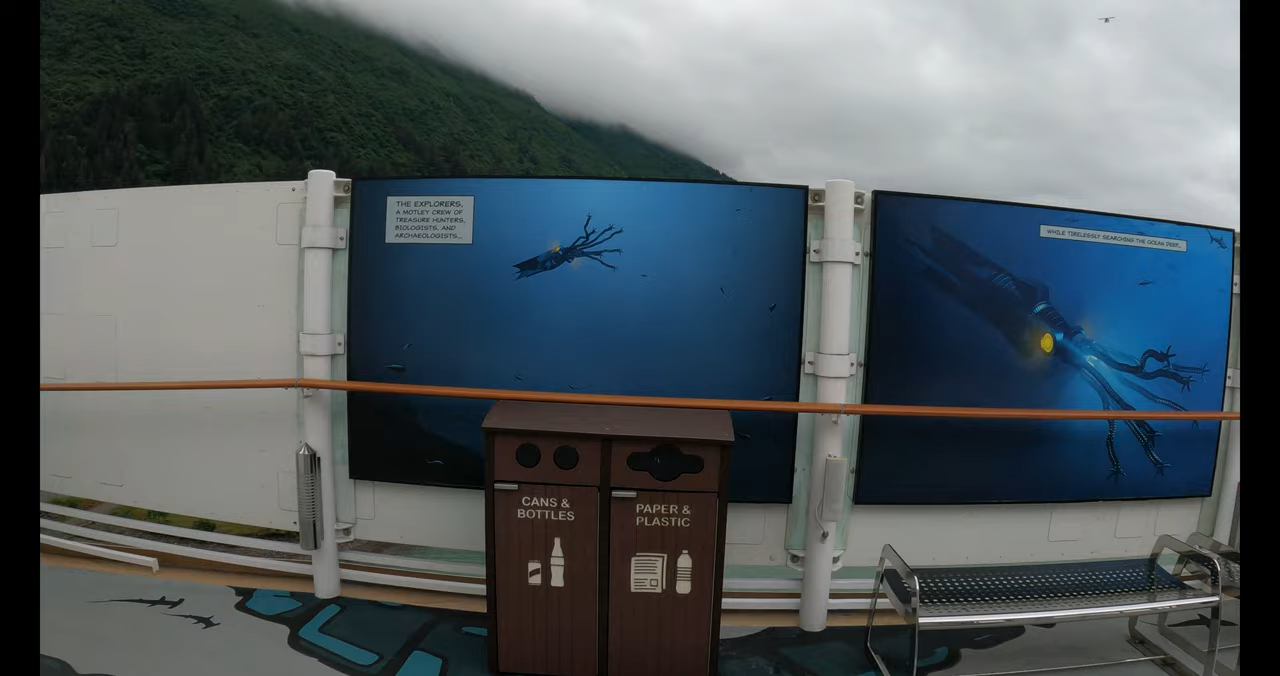 THE EXPLORERS,
A MOTLEY CREW OF
TREASURE HUNTERS,
BIOLOGISTS, AND
ARCHAEOLOGISTS...
WHILE TIRELESSLY SEARCHING THE OCEAN DEEP...
CANS &
BOTTLES
PAPER &
PLASTIC